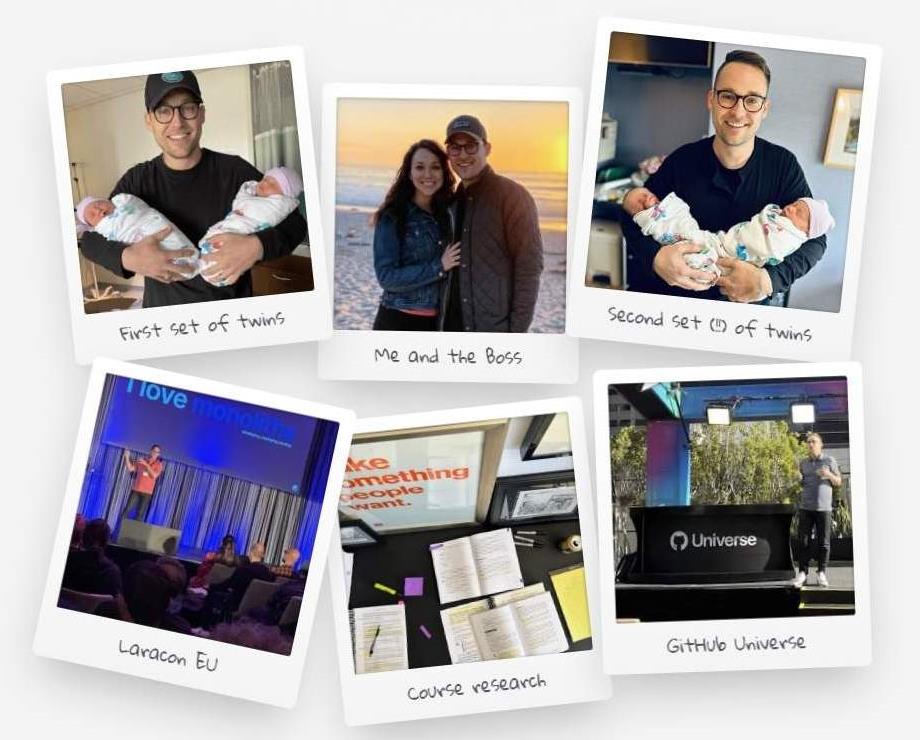 First set of twins
Me and the Boss
Second set (!!) of twins
I love monoliths
Laracon EU
ke
omething
people
want.
Course research
Universe
GitHub Universe